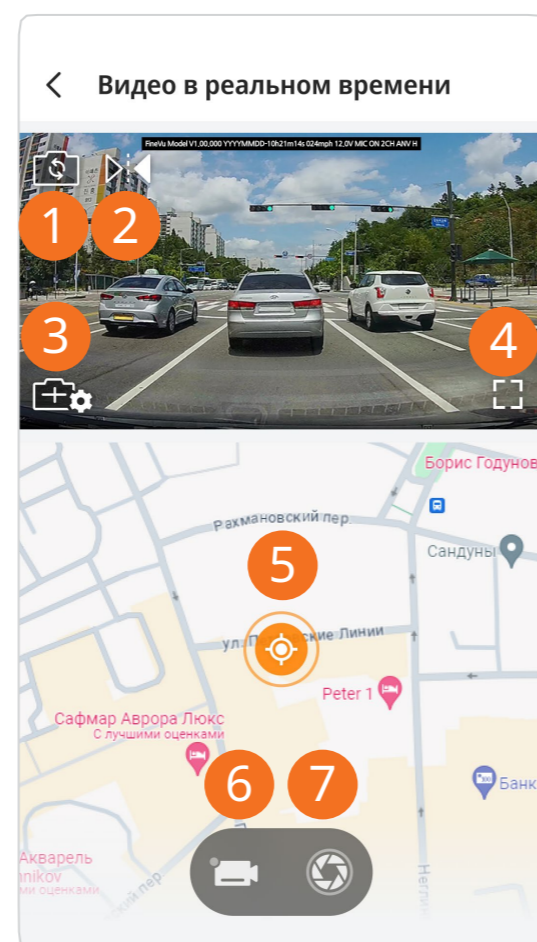 Видео в реальном времени
FineVu Model V1,00,000 YYYYMMDD-10h21m14s 024mph 12,0V MIC ON 2CH ANV H
1
2
3
4
Борис Годунов
Рахмановский пер.
5
Сандуны
ул. Линии
Peter 1
Сафмар Аврора Люкс
С лучшими оценками
6
7
Банк
Акварель
nnikov
ми оценками
ский пер.
Неглин